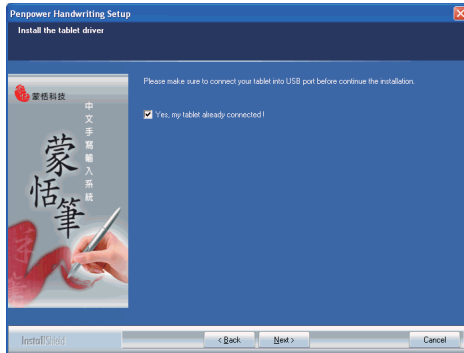 Penpower Handwriting Setup
Install the tablet driver
Please make sure to connect your tablet into USB port before continue the installation.
Yes, my tablet already connected !
蒙恬科技
中文手寫輸入系統
蒙恬筆
InstallShield
< Back
Next >
Cancel